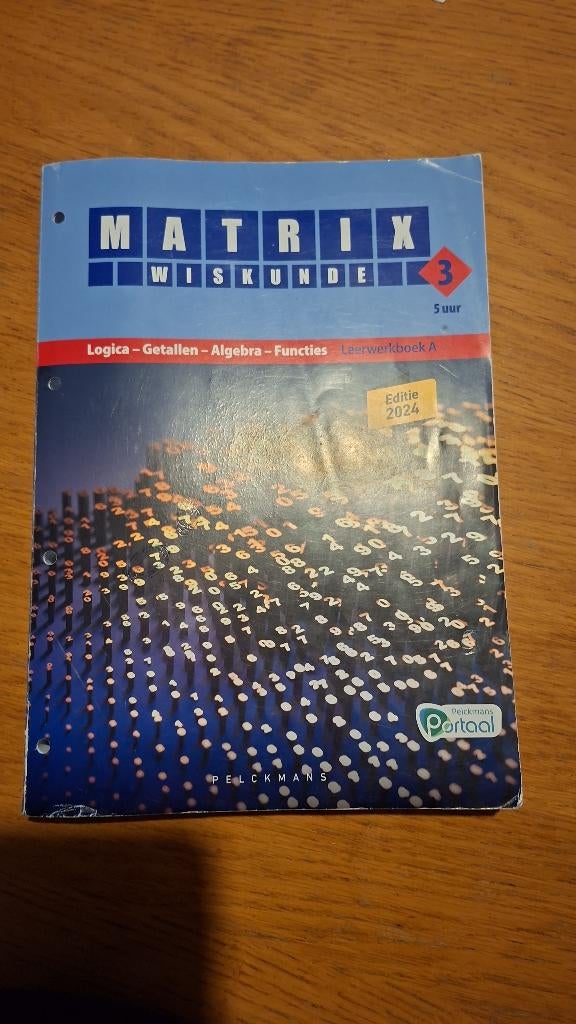 MATRIX
WISKUNDE
3
5 uur
Logica – Getallen – Algebra – Functies Leerwerkboek A
Editie
2024
Pelckmans
Portaal
PELCKMANS